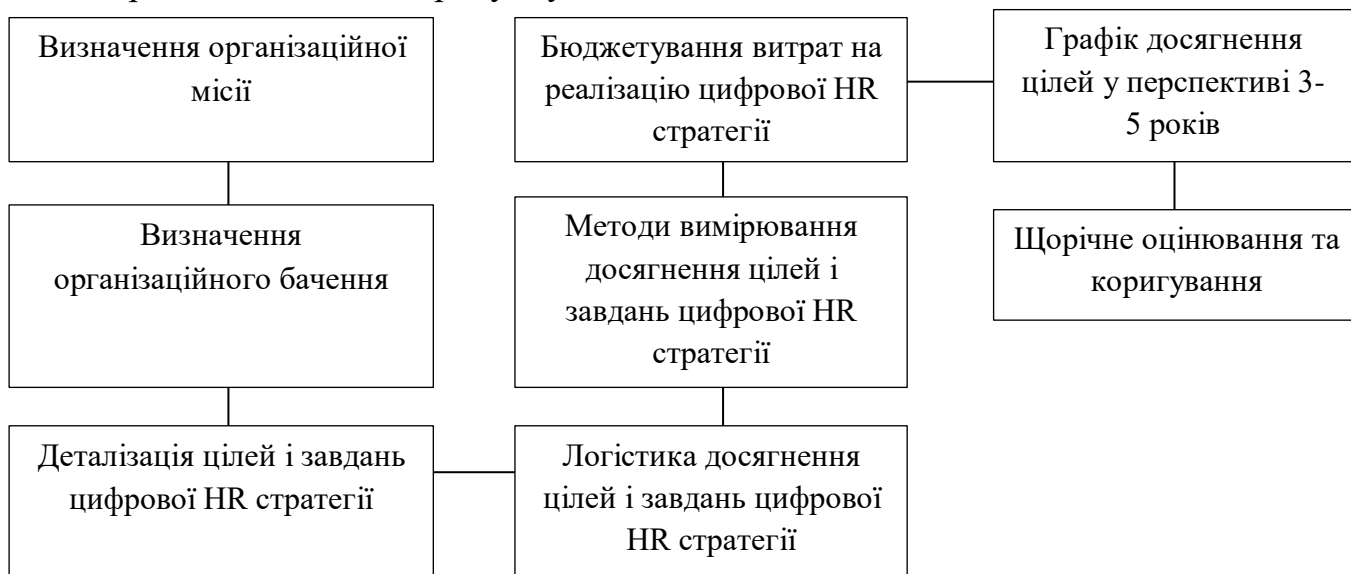 Визначення організаційної
місії
Визначення
організаційного бачення
Деталізація цілей і завдань
цифрової HR стратегії
Логістика досягнення
цілей і завдань цифрової
HR стратегії
Методи вимірювання
досягнення цілей і
завдань цифрової HR
стратегії
Бюджетування витрат на
реалізацію цифрової HR
стратегії
Графік досягнення
цілей у перспективі 3-
5 років
Щорічне оцінювання та
коригування